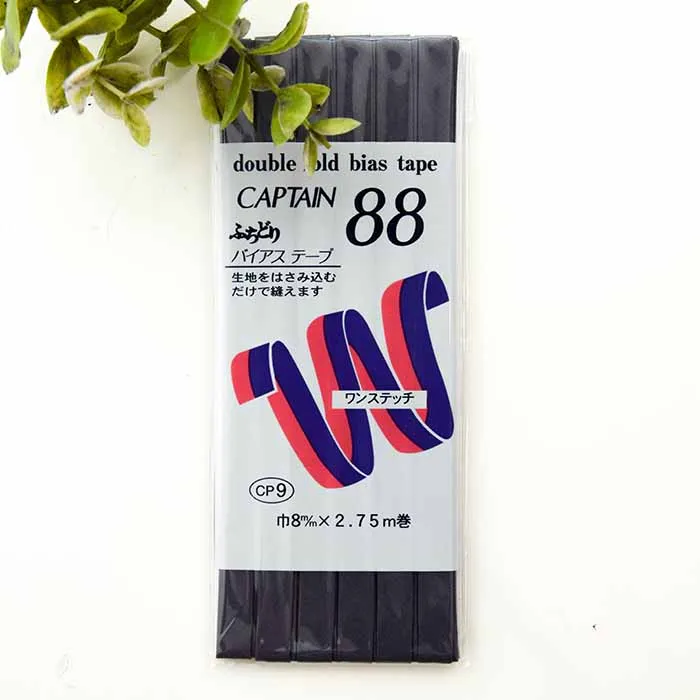 double fold bias tape
CAPTAIN 88
ふちどり
バイアス テープ
生地をはさみ込む
だけで縫えます
ワンステッチ
CP9
巾8m/m×2.75m巻